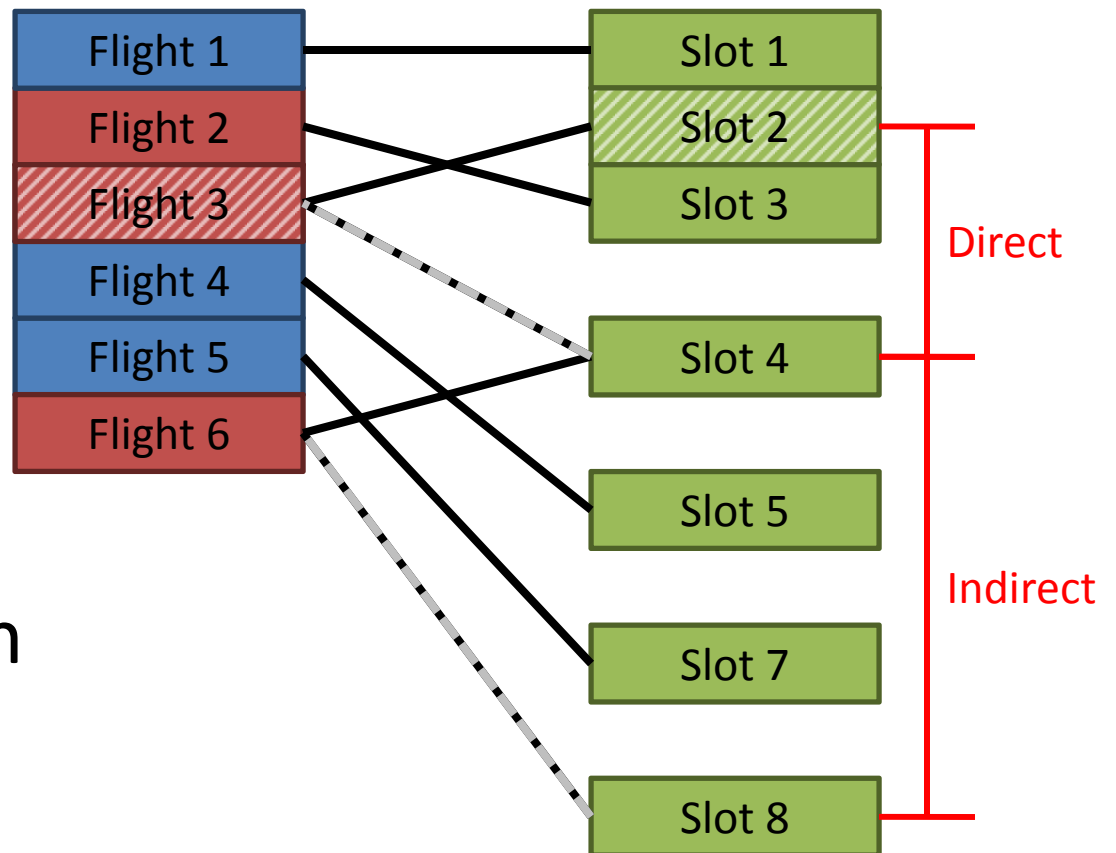 Flight 1
Flight 2
Flight 3
Flight 4
Flight 5
Flight 6
Slot 1
Slot 2
Slot 3
Slot 4
Slot 5
Slot 7
Slot 8
Direct
Indirect
n